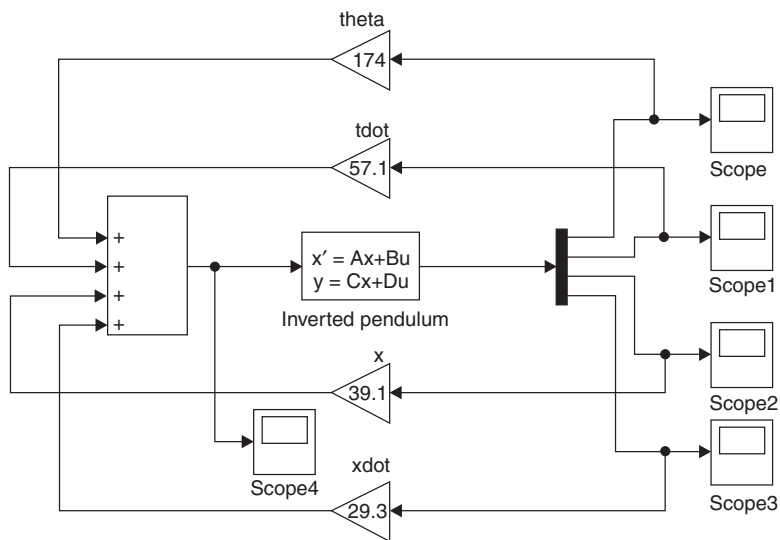 theta
174
Scope
tdot
57.1
Scope1
+
+
+
+
x′ = Ax+Bu
y = Cx+Du
Inverted pendulum
x
39.1
Scope2
Scope4
xdot
29.3
Scope3